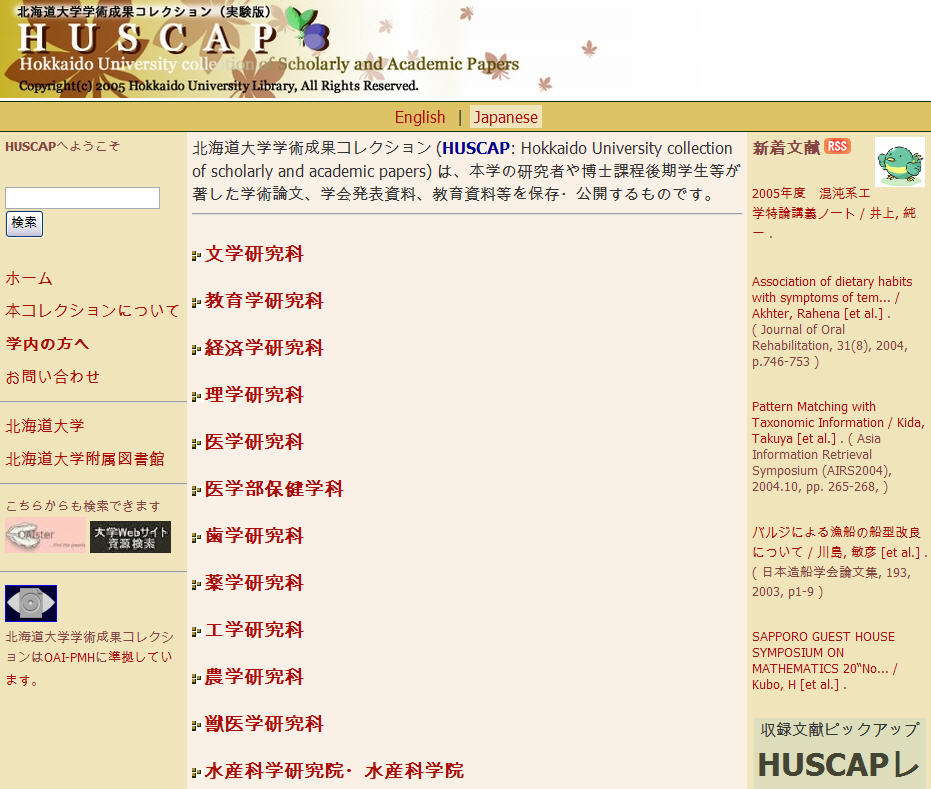 北海道大学学術成果コレクション（実験版）
HUSCAP
Hokkaido University collection of Scholarly and Academic Papers
Copyright(c) 2005 Hokkaido University Library, All Rights Reserved.
English | Japanese
HUSCAPへようこそ
検索
ホーム
本コレクションについて
学内の方へ
お問い合わせ
北海道大学
北海道大学附属図書館
こちらからも検索できます
OAIster
...find the pearls
大学Webサイト
資源検索
北海道大学学術成果コレクシ
ョンはOAI-PMHに準拠してい
ます。
北海道大学学術成果コレクション (HUSCAP: Hokkaido University collection
of scholarly and academic papers) は、本学の研究者や博士課程後期学生等が
著した学術論文、学会発表資料、教育資料等を保存・公開するものです。
文学研究科
教育学研究科
経済学研究科
理学研究科
医学研究科
医学部保健学科
歯学研究科
薬学研究科
工学研究科
農学研究科
獣医学研究科
水産科学研究院・水産科学院
新着文献 RSS
2005年度　混沌系工
学特論講義ノート / 井上, 純
一 .
Association of dietary habits
with symptoms of tem... /
Akhter, Rahena [et al.] .
( Journal of Oral
Rehabilitation, 31(8), 2004,
p.746-753 )
Pattern Matching with
Taxonomic Information / Kida,
Takuya [et al.] . ( Asia
Information Retrieval
Symposium (AIRS2004),
2004.10, pp. 265-268, )
バルジによる漁船の船型改良
について / 川島, 敏彦 [et al.] .
( 日本造船学会論文集, 193,
2003, p1-9 )
SAPPORO GUEST HOUSE
SYMPOSIUM ON
MATHEMATICS 20“No... /
Kubo, H [et al.] .
収録文献ピックアップ
HUSCAPレ